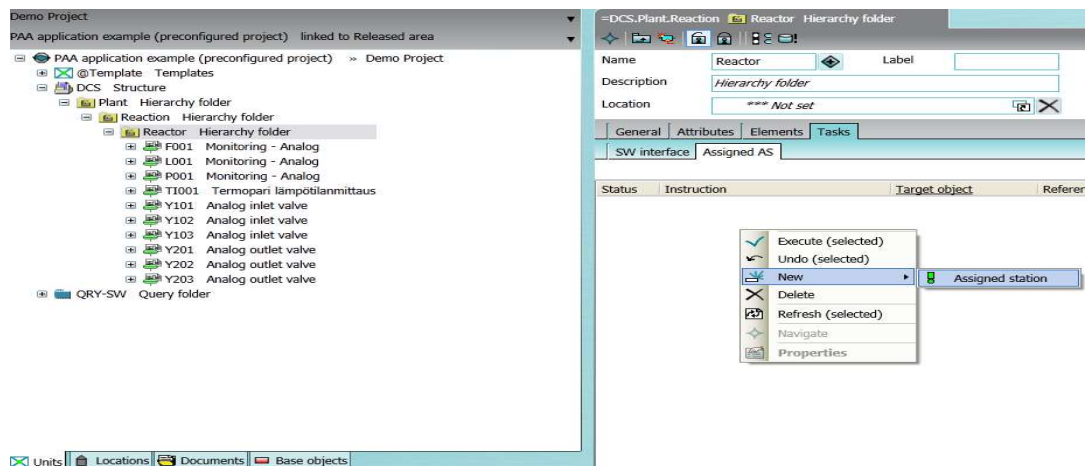 Demo Project
PAA application example (preconfigured project) linked to Released area
PAA application example (preconfigured project) » Demo Project
@Template Templates
DCS Structure
Plant Hierarchy folder
Reaction Hierarchy folder
Reactor Hierarchy folder
F001 Monitoring - Analog
L001 Monitoring - Analog
P001 Monitoring - Analog
TI001 Termopari lämpötilanmittaus
Y101 Analog inlet valve
Y102 Analog inlet valve
Y103 Analog inlet valve
Y201 Analog outlet valve
Y202 Analog outlet valve
Y203 Analog outlet valve
QRY-SW Query folder
Units Locations Documents Base objects
=DCS.Plant.Reaction Reactor Hierarchy folder
Name Reactor Label
Description Hierarchy folder
Location *** Not set
General Attributes Elements Tasks
SW interface Assigned AS
Status Instruction Target object Referen
Execute (selected)
Undo (selected)
New Assigned station
Delete
Refresh (selected)
Navigate
Properties